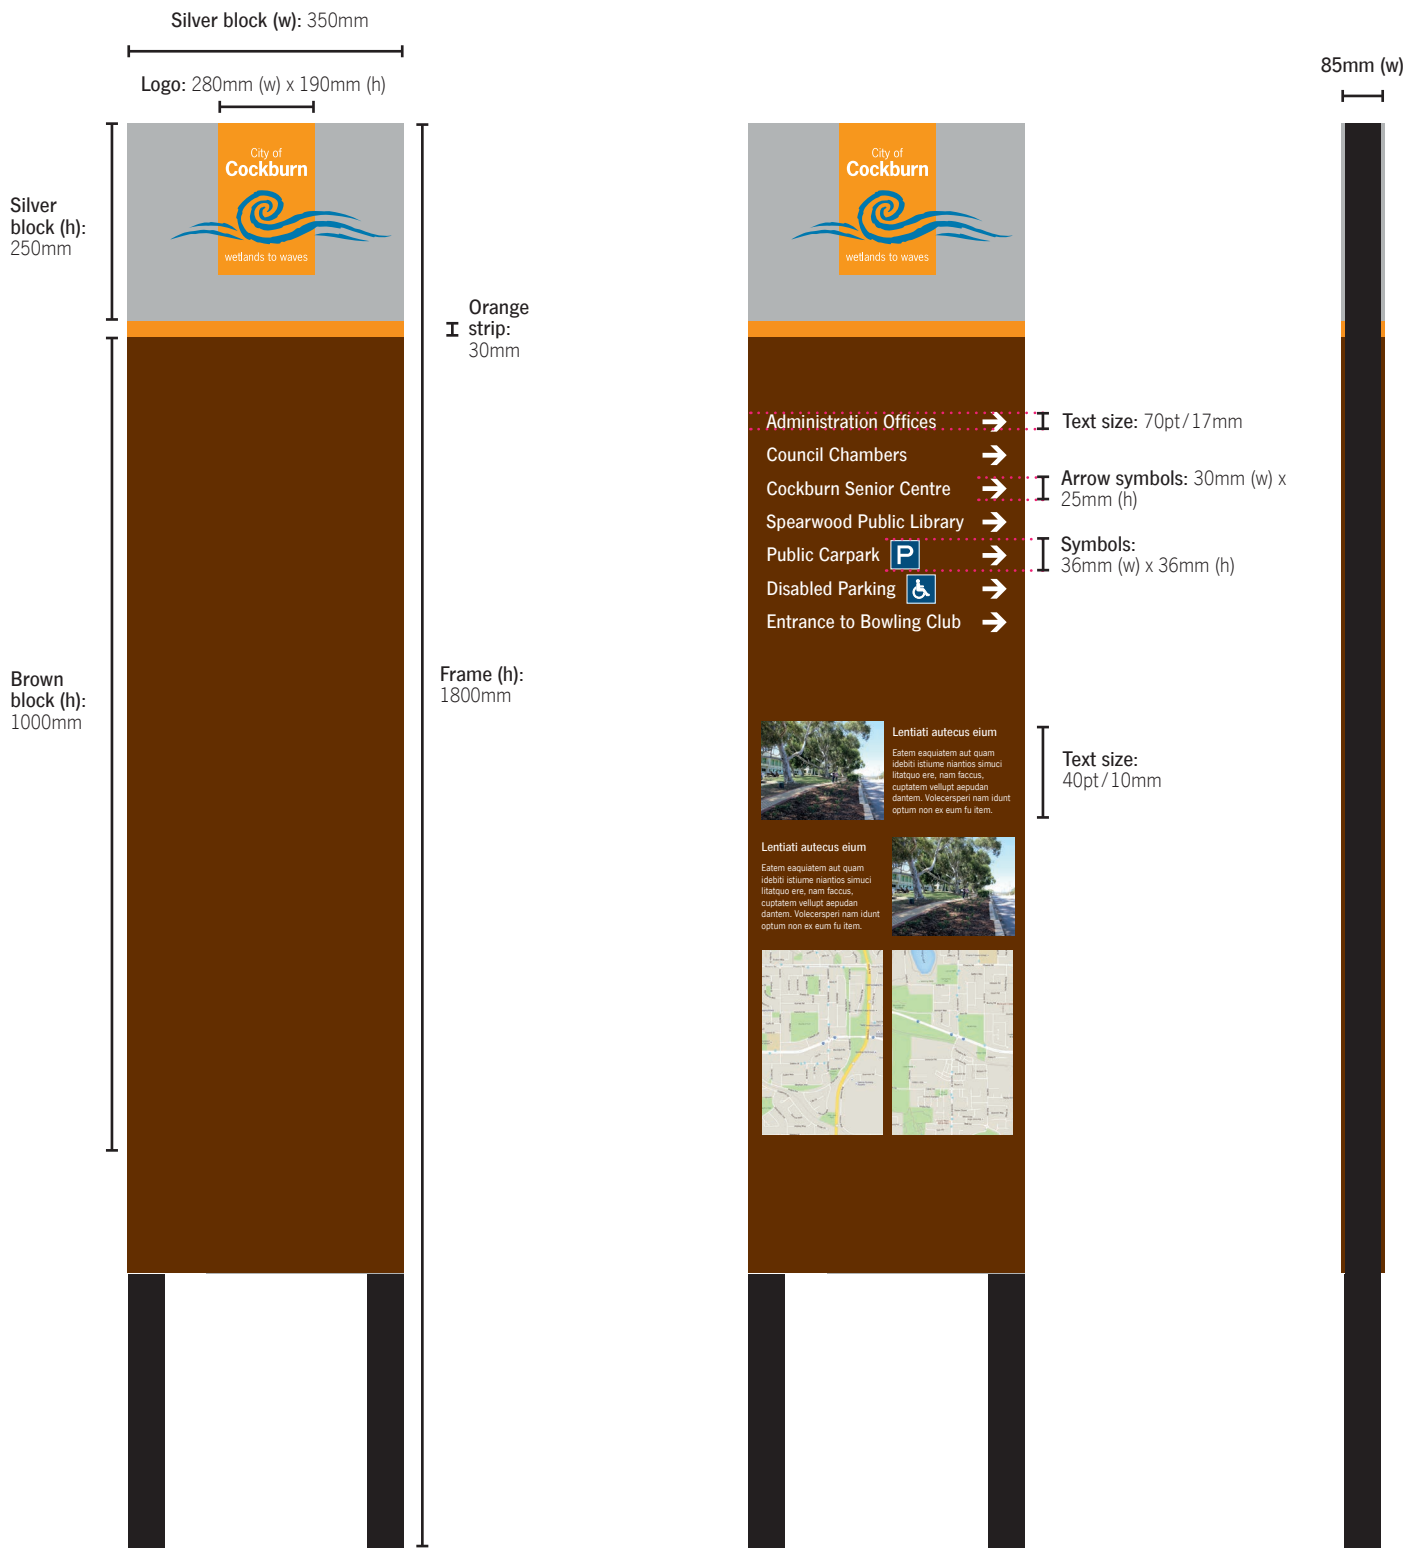 Silver block (w): 350mm
Logo: 280mm (w) x 190mm (h)
85mm (w)
City of
Cockburn
wetlands to waves
Silver
block (h):
250mm
Orange
strip:
30mm
Brown
block (h):
1000mm
Frame (h):
1800mm
City of
Cockburn
wetlands to waves
Administration Offices
Council Chambers
Cockburn Senior Centre
Spearwood Public Library
Public Carpark P
Disabled Parking
Entrance to Bowling Club
Text size: 70pt/17mm
Arrow symbols: 30mm (w) x
25mm (h)
Symbols:
36mm (w) x 36mm (h)
Lentiati autecus eium
Eatem eaquiatem aut quam
idebiti istiume niantios simuci
litatquo ere, nam faccus,
cuptatem vellupt aepudan
dantem. Volecersperi nam idunt
optum non ex eum fu item.
Text size:
40pt/10mm
Lentiati autecus eium
Eatem eaquiatem aut quam
idebiti istiume niantios simuci
litatquo ere, nam faccus,
cuptatem vellupt aepudan
dantem. Volecersperi nam idunt
optum non ex eum fu item.